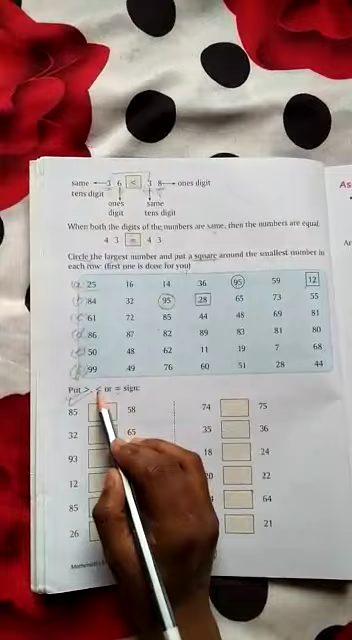 same 3 6 < 3 8 ones digit
tens digit
ones same
digit tens digit
When both the digits of the numbers are same, then the numbers are equal
4 3 = 4 3
Circle the largest number and put a square around the smallest number in
each row. (first one is done for you)
25 16 14 36 95 59 12
84 32 95 28 65 73 55
61 72 85 44 48 69 81
86 87 82 89 83 81 80
50 48 62 11 19 7 68
99 49 76 60 51 28 44
Put >, < or = sign:
85 58 74 75
32 65 35 36
93 18 24
12 22
85 64
26 21